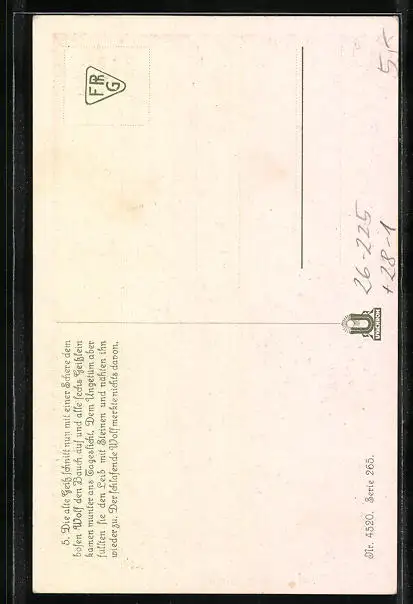 5. Die alte Geiß schnitt nun mit einer Schere dem
bösen Wolf den Bauch auf und alle sechs Geißlein
kamen munter ans Tageslicht. Dem Ungetüm aber
füllten sie den Leib mit Steinen und nähten ihn
wieder zu. Der schlafende Wolf merkte nichts davon.
FPG
U
UVACHROM
Nr. 4520. Serie 265.
26-225
+28-1